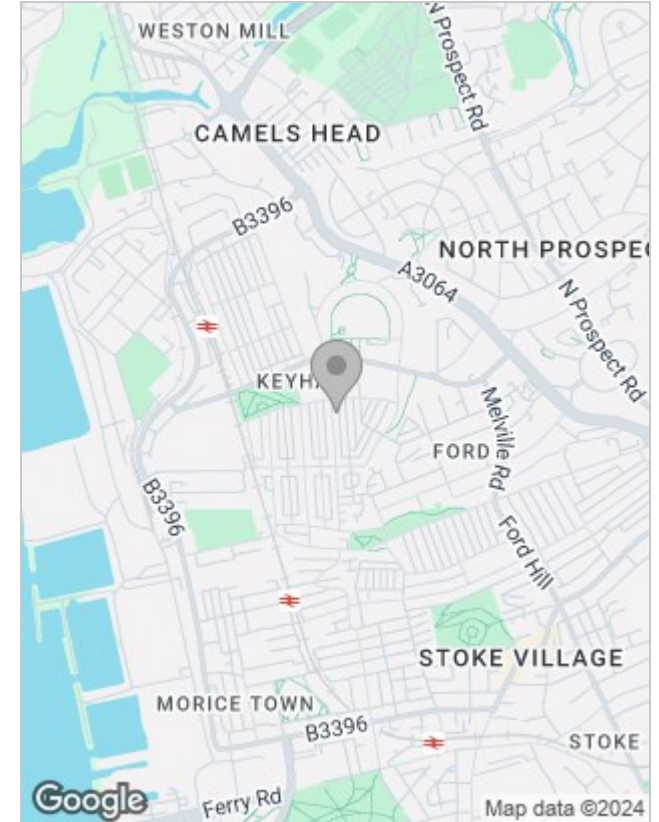 WESTON MILL
N Prospect Rd
CAMELS HEAD
B3396
NORTH PROSPE
A3064
N Prospect Rd
KEYH
Melville Rd
FORD
B3396
Ford Hill
STOKE VILLAGE
MORICE TOWN
B3396
STOKE
Ferry Rd
Google
Map data ©2024